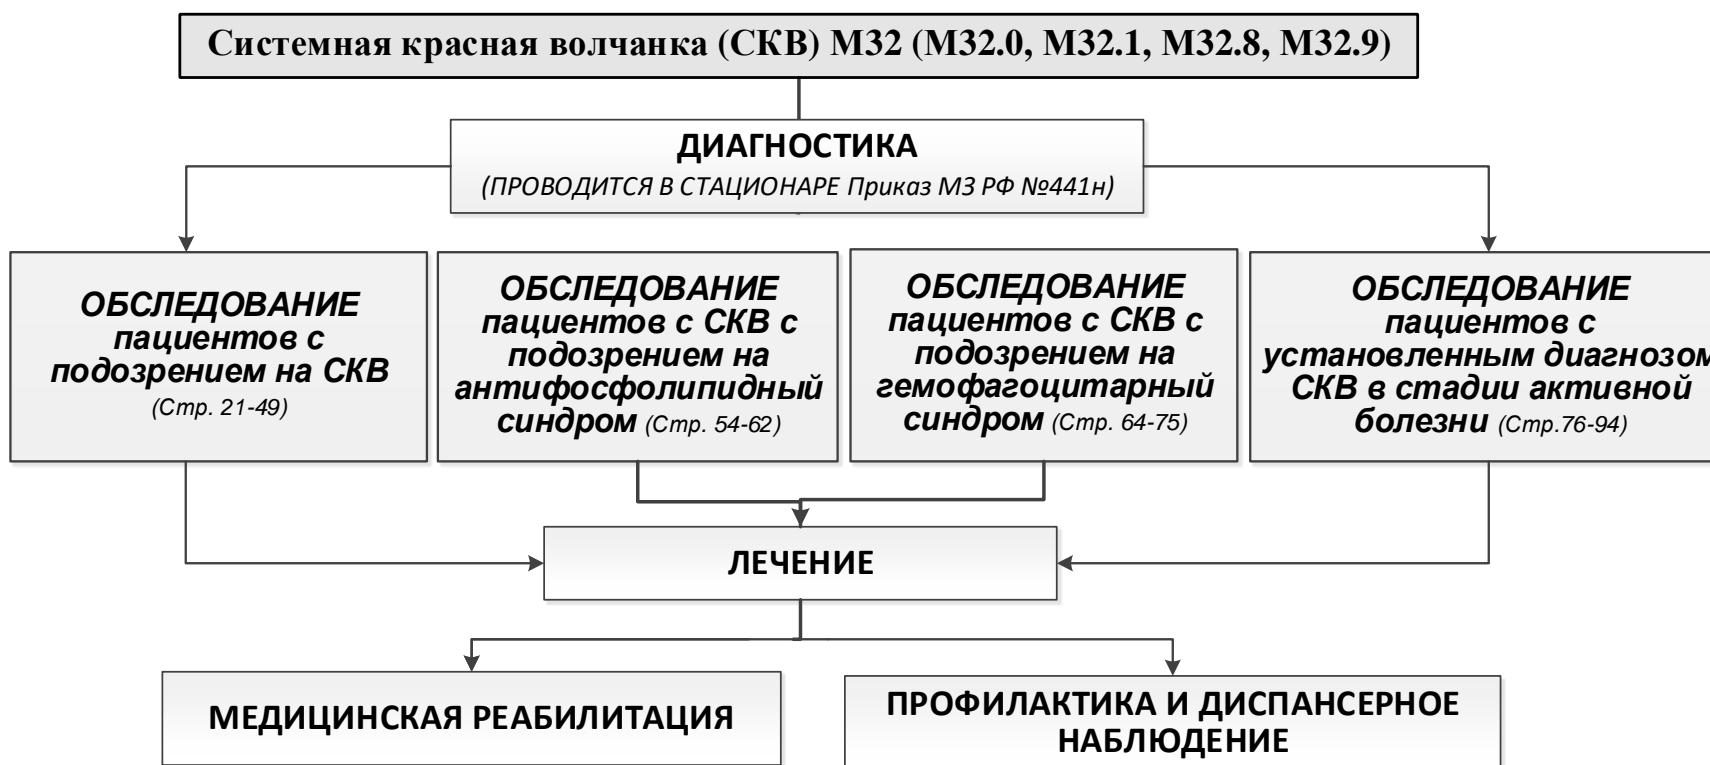 Системная красная волчанка (СКВ) М32 (М32.0, М32.1, М32.8, М32.9)
ДИАГНОСТИКА
(ПРОВОДИТСЯ В СТАЦИОНАРЕ Приказ МЗ РФ №441н)
ОБСЛЕДОВАНИЕ
пациентов с
подозрением на СКВ
(Стр. 21-49)
ОБСЛЕДОВАНИЕ
пациентов с СКВ с
подозрением на
антифосфолипидный
синдром (Стр. 54-62)
ОБСЛЕДОВАНИЕ
пациентов с СКВ с
подозрением на
гемофагоцитарный
синдром (Стр. 64-75)
ОБСЛЕДОВАНИЕ
пациентов с
установленным диагнозом
СКВ в стадии активной
болезни (Стр.76-94)
ЛЕЧЕНИЕ
МЕДИЦИНСКАЯ РЕАБИЛИТАЦИЯ
ПРОФИЛАКТИКА И ДИСПАНСЕРНОЕ
НАБЛЮДЕНИЕ